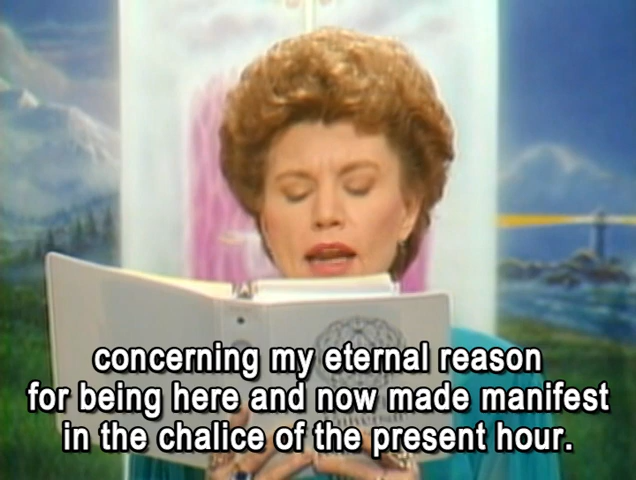 concerning my eternal reason
for being here and now made manifest
in the chalice of the present hour.